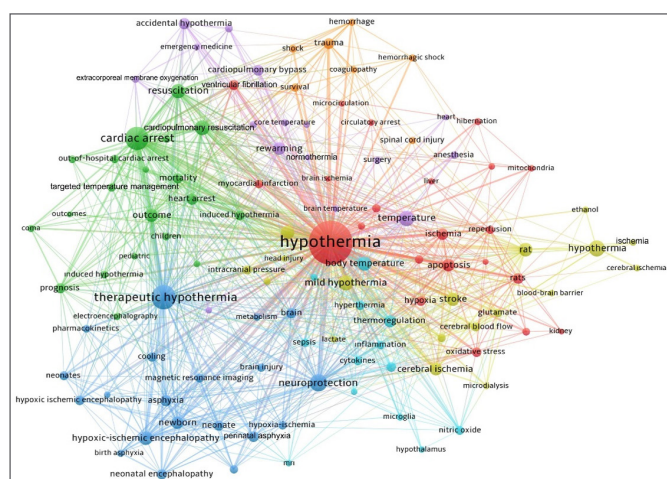 hemorrhage
accidental hypothermia
shock
trauma
emergency medicine
hemorrhagic shock
cardiopulmonary bypass
coagulopathy
extracorporeal membrane oxygenation
ventricular fibrillation
survival
resuscitation
microcirculation
cardiac arrest
cardiopulmonary resuscitation
core temperature
circulatory arrest
heart
hibernation
rewarming
spinal cord injury
out-of-hospital cardiac arrest
normothermia
surgery
anesthesia
mortality
brain ischemia
mitochondria
targeted temperature management
myocardial infarction
liver
heart arrest
brain temperature
outcomes
outcome
induced hypothermia
temperature
ethanol
coma
children
ischemia
reperfusion
hypothermia
rat
hypothermia
ischemia
pediatric
head injury
body temperature
apoptosis
cerebral ischemia
induced hypothermia
intracranial pressure
rats
prognosis
mild hypothermia
blood-brain barrier
therapeutic hypothermia
hyperthermia
hypoxia
stroke
electroencephalography
metabolism
brain
glutamate
pharmacokinetics
thermoregulation
cerebral blood flow
kidney
sepsis
lactate
cooling
inflammation
oxidative stress
brain injury
cytokines
cerebral ischemia
neonates
magnetic resonance imaging
neuroprotection
microdialysis
hypoxic ischemic encephalopathy
asphyxia
newborn
neonate
hypoxia-ischemia
microglia
nitric oxide
hypoxic-ischemic encephalopathy
perinatal asphyxia
birth asphyxia
hypothalamus
mri
neonatal encephalopathy